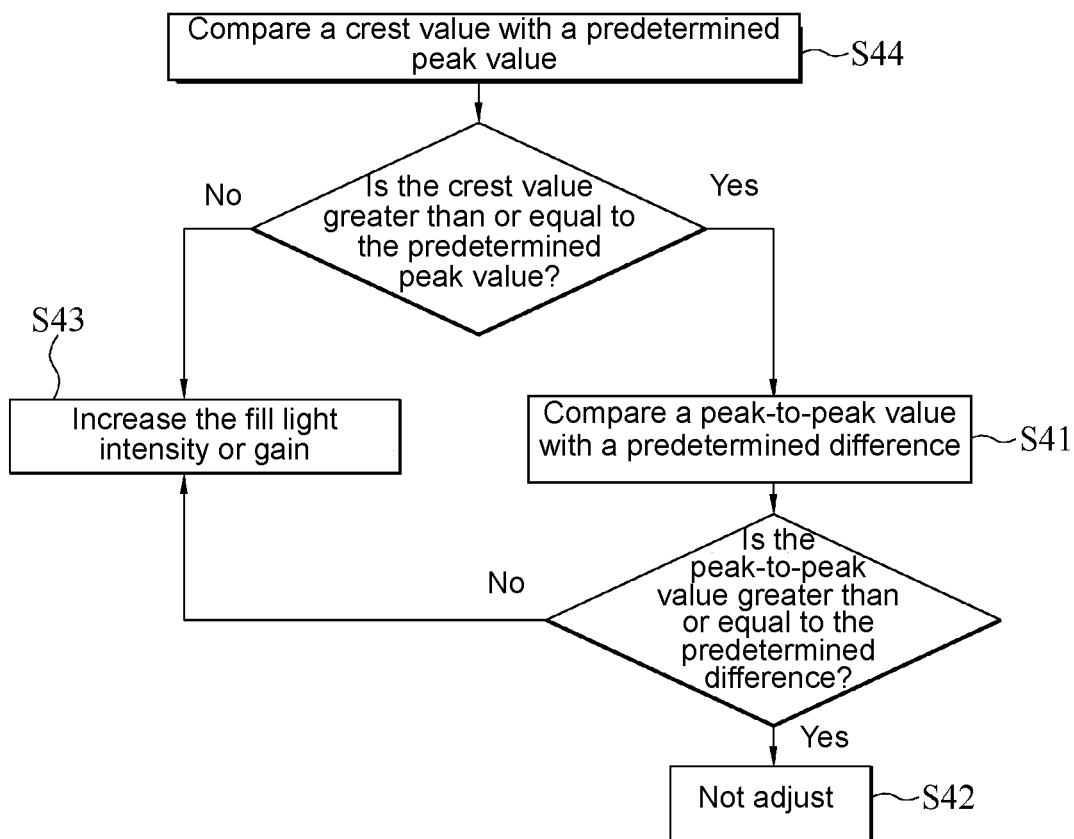 Compare a crest value with a predetermined
peak value
S44
Is the crest value
greater than or equal to
the predetermined
peak value?
No
Yes
S43
Increase the fill light
intensity or gain
Compare a peak-to-peak value
with a predetermined difference
S41
Is the
peak-to-peak
value greater than
or equal to the
predetermined
difference?
No
Yes
Not adjust
S42